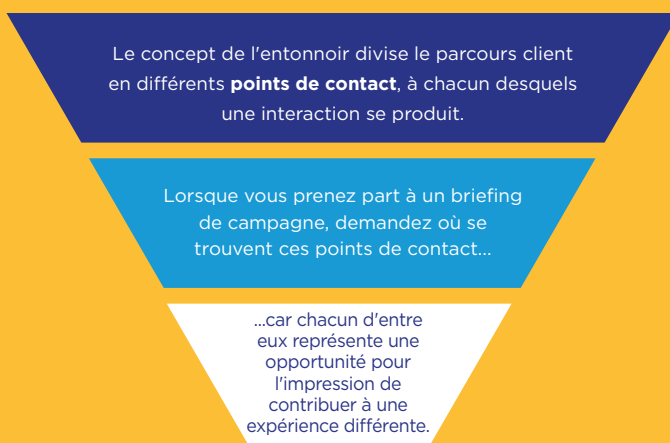 Le concept de l'entonnoir divise le parcours client
en différents points de contact, à chacun desquels
une interaction se produit.
Lorsque vous prenez part à un briefing
de campagne, demandez où se
trouvent ces points de contact...
...car chacun d'entre
eux représente une
opportunité pour
l'impression de
contribuer à une
expérience différente.